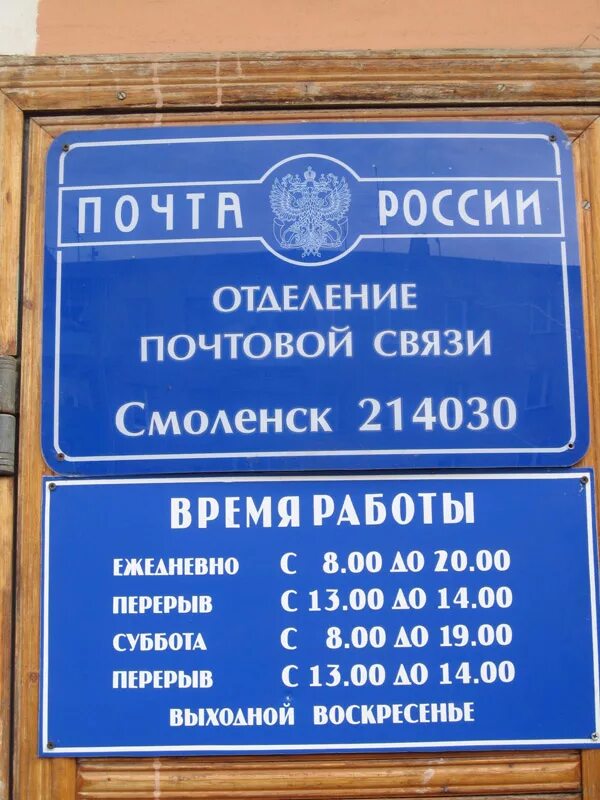 ПОЧТА РОССИИ
ОТДЕЛЕНИЕ
ПОЧТОВОЙ СВЯЗИ
СМОЛЕНСК 214030
ВРЕМЯ РАБОТЫ
ЕЖЕДНЕВНО С 8.00 ДО 20.00
ПЕРЕРЫВ С 13.00 ДО 14.00
СУББОТА С 8.00 ДО 19.00
ПЕРЕРЫВ С 13.00 ДО 14.00
ВЫХОДНОЙ ВОСКРЕСЕНЬЕ